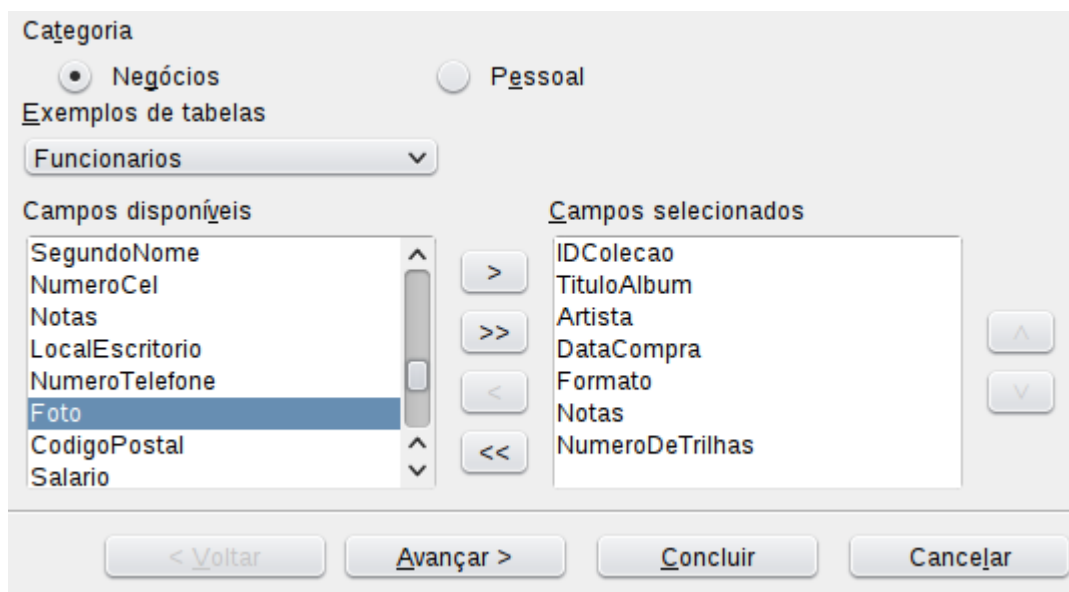 Categoria
Negócios
Pessoal
Exemplos de tabelas
Funcionarios
Campos disponíveis
SegundoNome
NumeroCel
Notas
LocalEscritorio
NumeroTelefone
Foto
CodigoPostal
Salario
>
>>
<
<<
Campos selecionados
IDColecao
TituloAlbum
Artista
DataCompra
Formato
Notas
NumeroDeTrilhas
< Voltar
Avançar >
Concluir
Cancelar